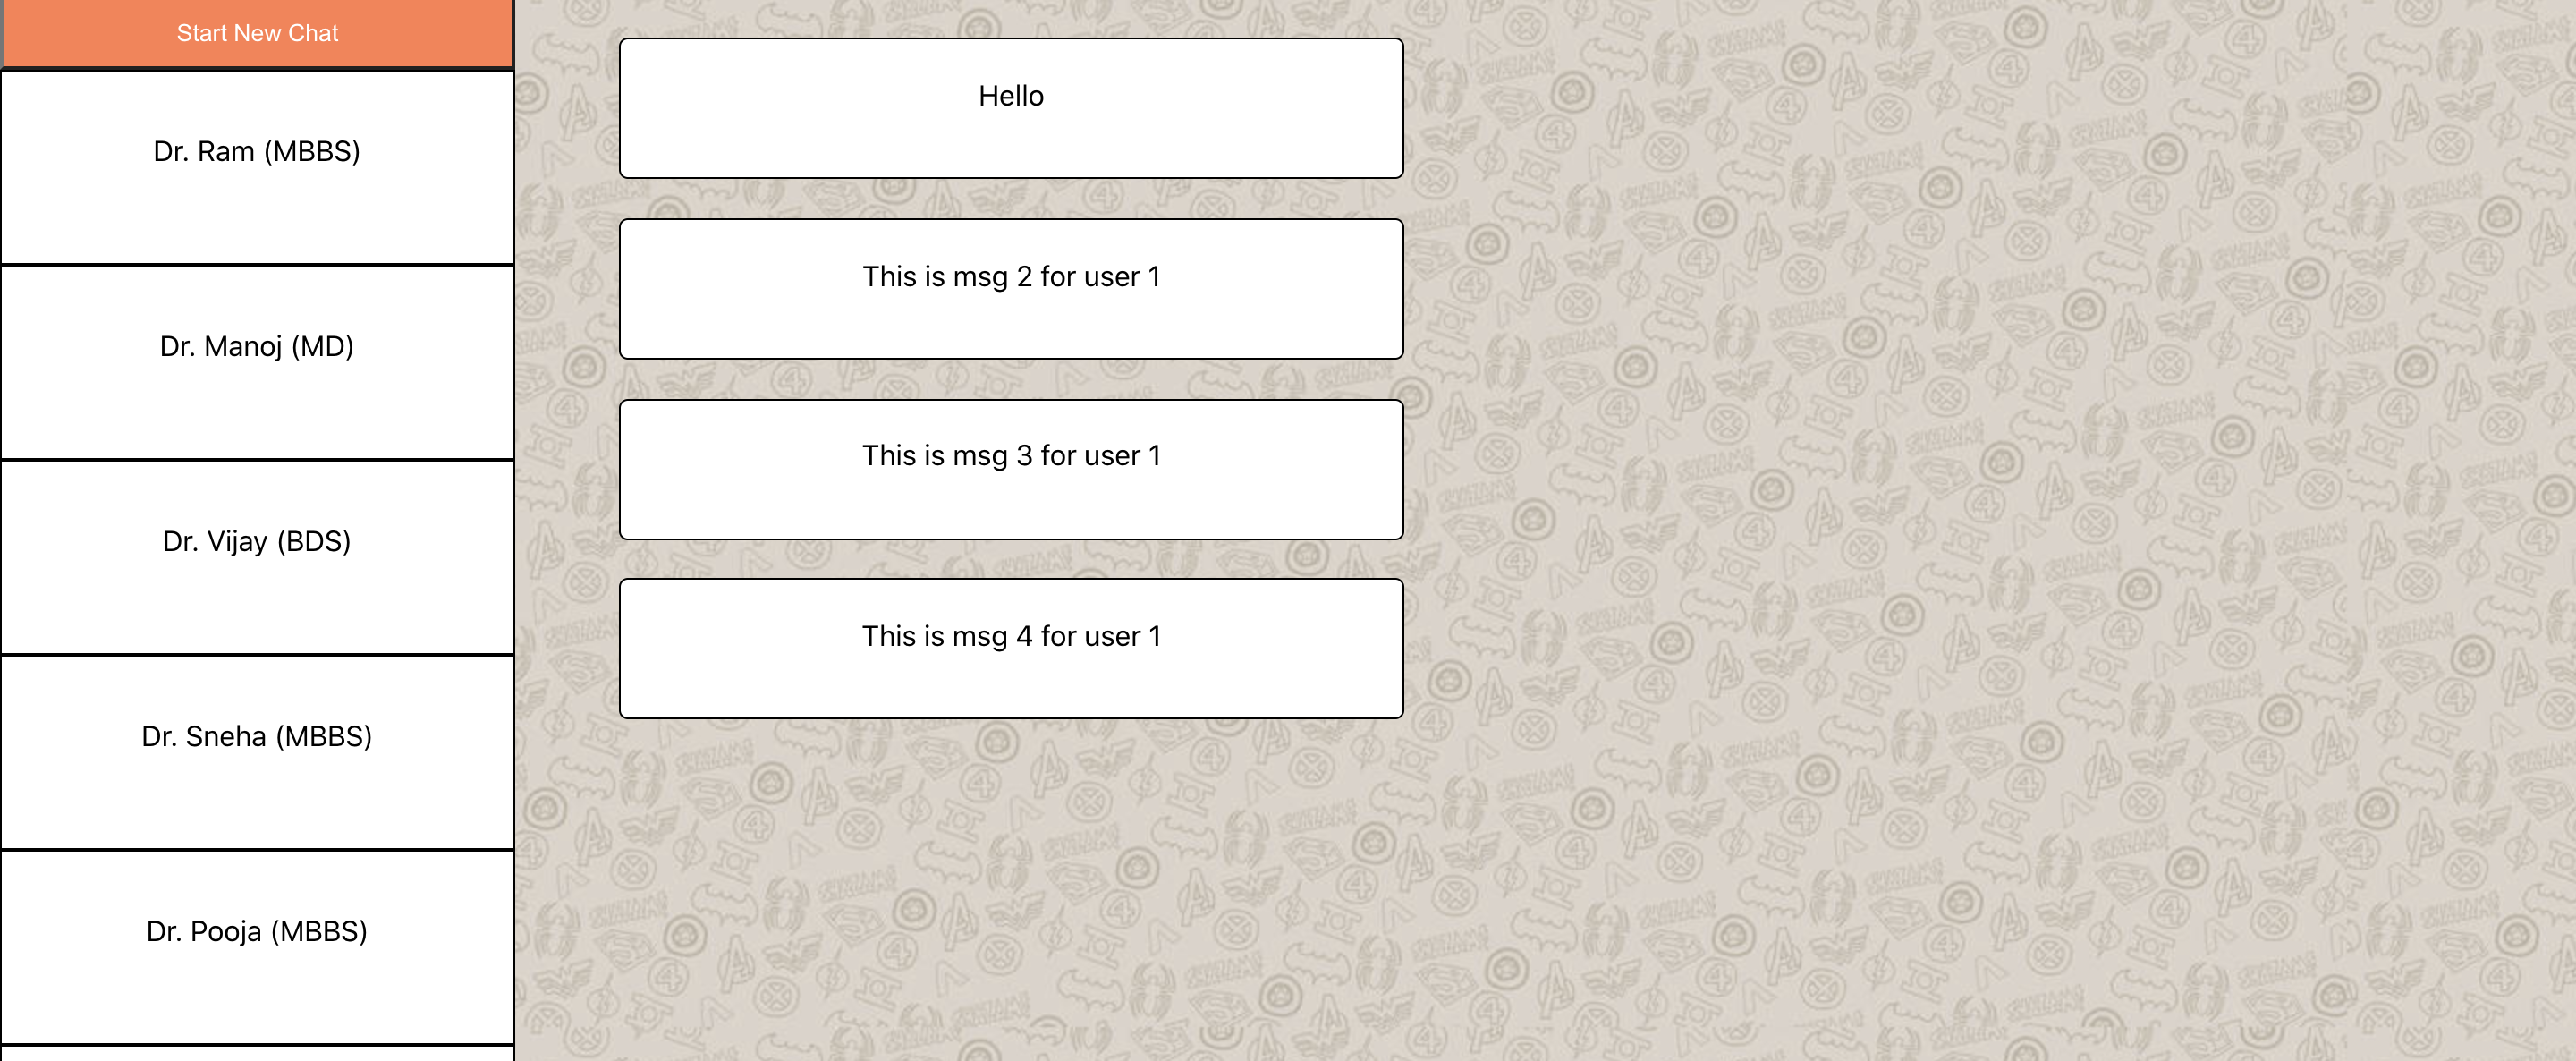 Start New Chat
Dr. Ram (MBBS)
Dr. Manoj (MD)
Dr. Vijay (BDS)
Dr. Sneha (MBBS)
Dr. Pooja (MBBS)
Hello
This is msg 2 for user 1
This is msg 3 for user 1
This is msg 4 for user 1